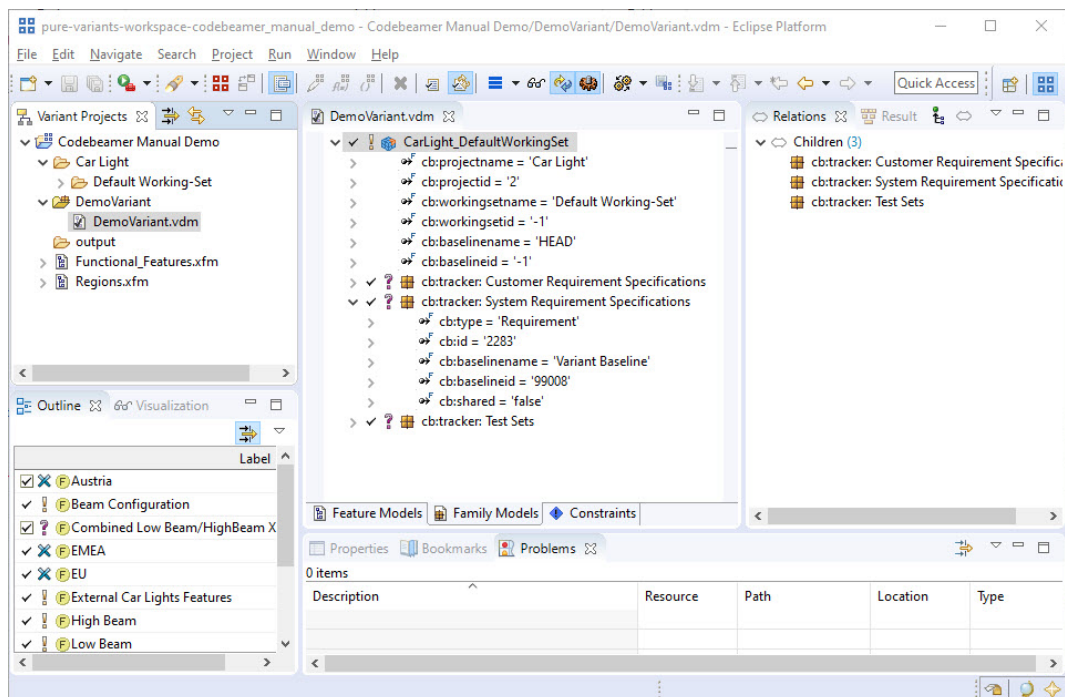 pure-variants-workspace-codebeamer_manual_demo - Codebeamer Manual Demo/DemoVariant/DemoVariant.vdm - Eclipse Platform
File Edit Navigate Search Project Run Window Help
Quick Access
Variant Projects
Codebeamer Manual Demo
Car Light
Default Working-Set
DemoVariant
DemoVariant.vdm
output
Functional_Features.xfm
Regions.xfm
Outline Visualization
Label
Austria
Beam Configuration
Combined Low Beam/HighBeam X
EMEA
EU
External Car Lights Features
High Beam
Low Beam
DemoVariant.vdm
CarLight_DefaultWorkingSet
cb:projectname = 'Car Light'
cb:projectid = '2'
cb:workingsetname = 'Default Working-Set'
cb:workingsetid = '-1'
cb:baselinename = 'HEAD'
cb:baselineid = '-1'
cb:tracker: Customer Requirement Specifications
cb:tracker: System Requirement Specifications
cb:type = 'Requirement'
cb:id = '2283'
cb:baselinename = 'Variant Baseline'
cb:baselineid = '99008'
cb:shared = 'false'
cb:tracker: Test Sets
Feature Models Family Models Constraints
Relations Result
Children (3)
cb:tracker: Customer Requirement Specific
cb:tracker: System Requirement Specificatio
cb:tracker: Test Sets
Properties Bookmarks Problems
0 items
Description Resource Path Location Type